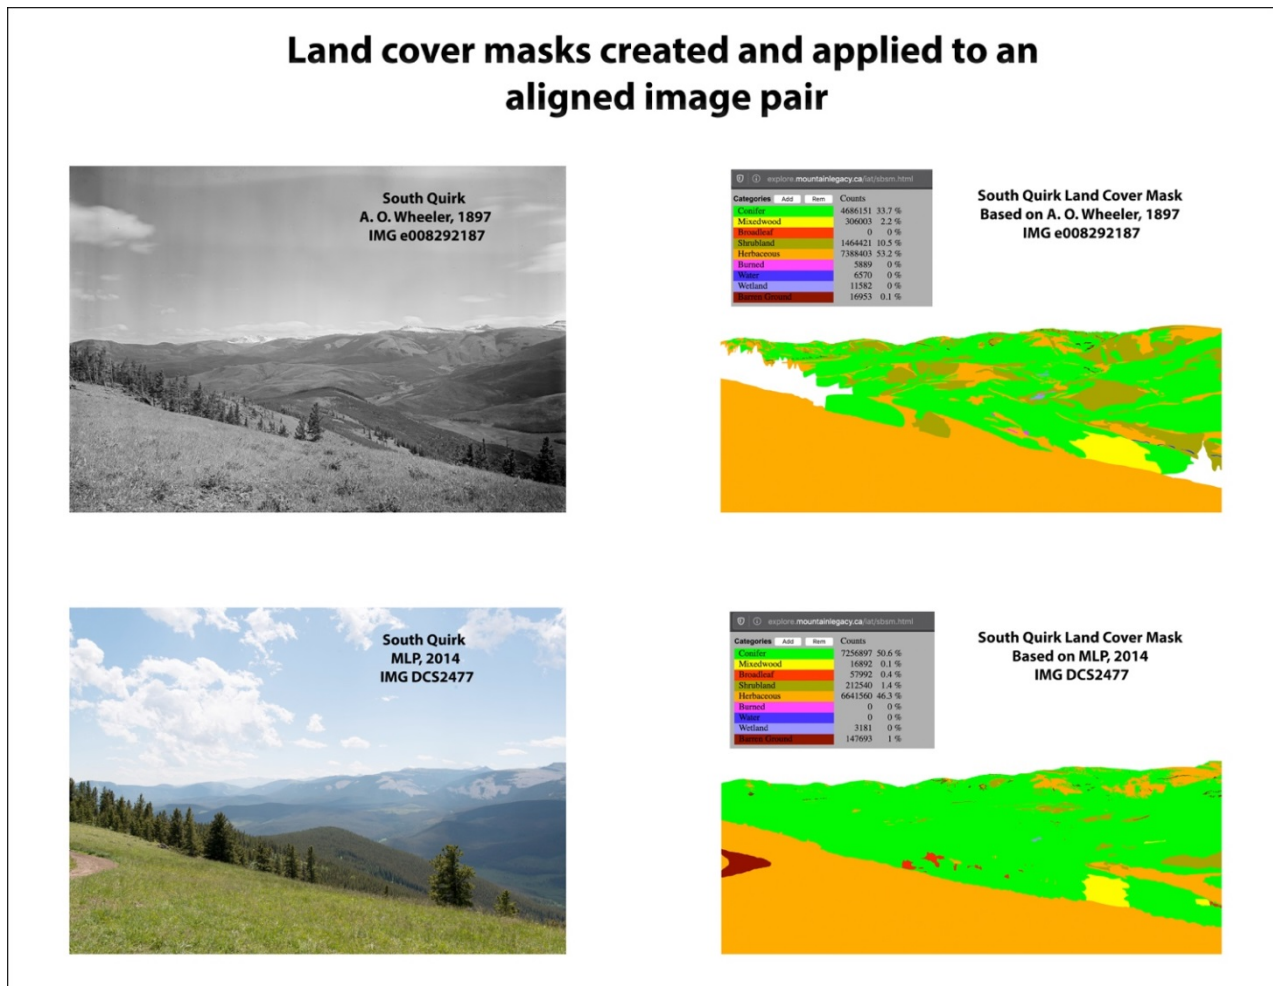 Land cover masks created and applied to an
aligned image pair
South Quirk
A. O. Wheeler, 1897
IMG e008292187
explore.mountainlegacy.ca/iat/sbsm.html
Categories Add Rem Counts
Conifer 4686151 33.7 %
Mixedwood 306003 2.2 %
Broadleaf 0 0 %
Shrubland 1464421 10.5 %
Herbaceous 7388403 53.2 %
Burned 5889 0 %
Water 6570 0 %
Wetland 11582 0 %
Barren Ground 16953 0.1 %
South Quirk Land Cover Mask
Based on A. O. Wheeler, 1897
IMG e008292187
South Quirk
MLP, 2014
IMG DCS2477
explore.mountainlegacy.ca/iat/sbsm.html
Categories Add Rem Counts
Conifer 7256897 50.6 %
Mixedwood 16892 0.1 %
Broadleaf 57992 0.4 %
Shrubland 212540 1.4 %
Herbaceous 6641560 46.3 %
Burned 0 0 %
Water 0 0 %
Wetland 3181 0 %
Barren Ground 147693 1 %
South Quirk Land Cover Mask
Based on MLP, 2014
IMG DCS2477